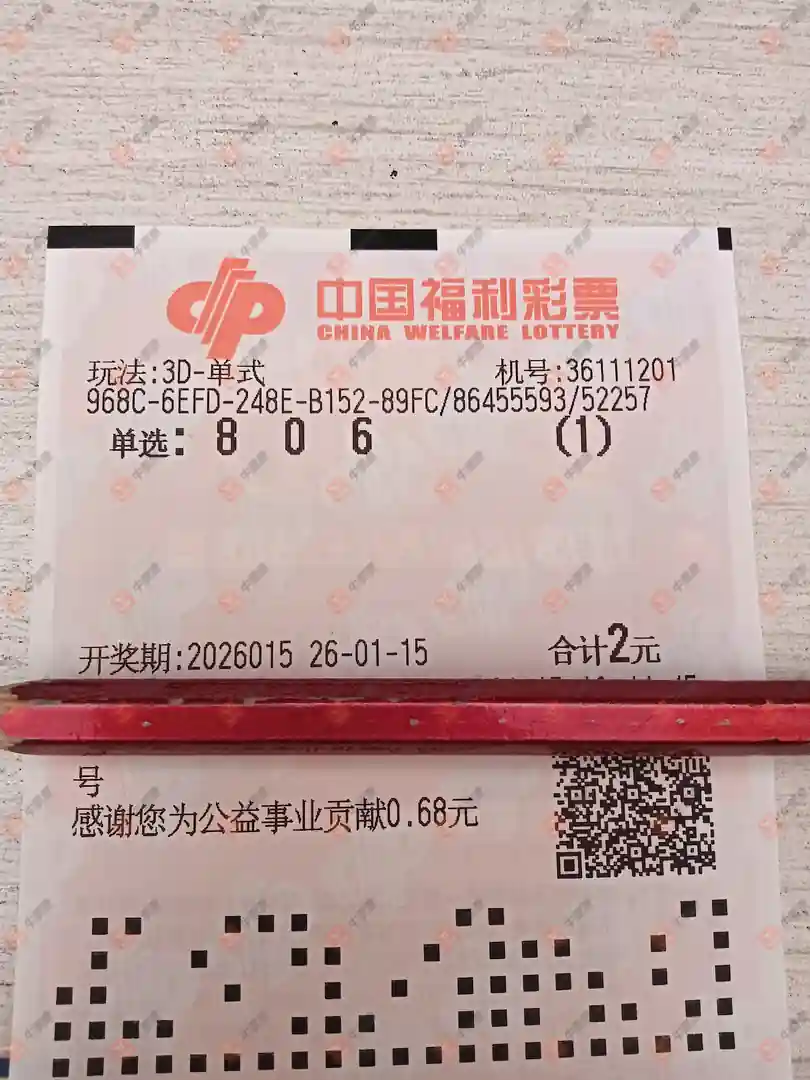 中国福利彩票
CHINA WELFARE LOTTERY
玩法:3D-单式 机号:36111201
968C-6EFD-248E-B152-89FC/86455593/52257
单选: 8 0 6 (1)
开奖期:2026015 26-01-15 合计2元
号
感谢您为公益事业贡献0.68元